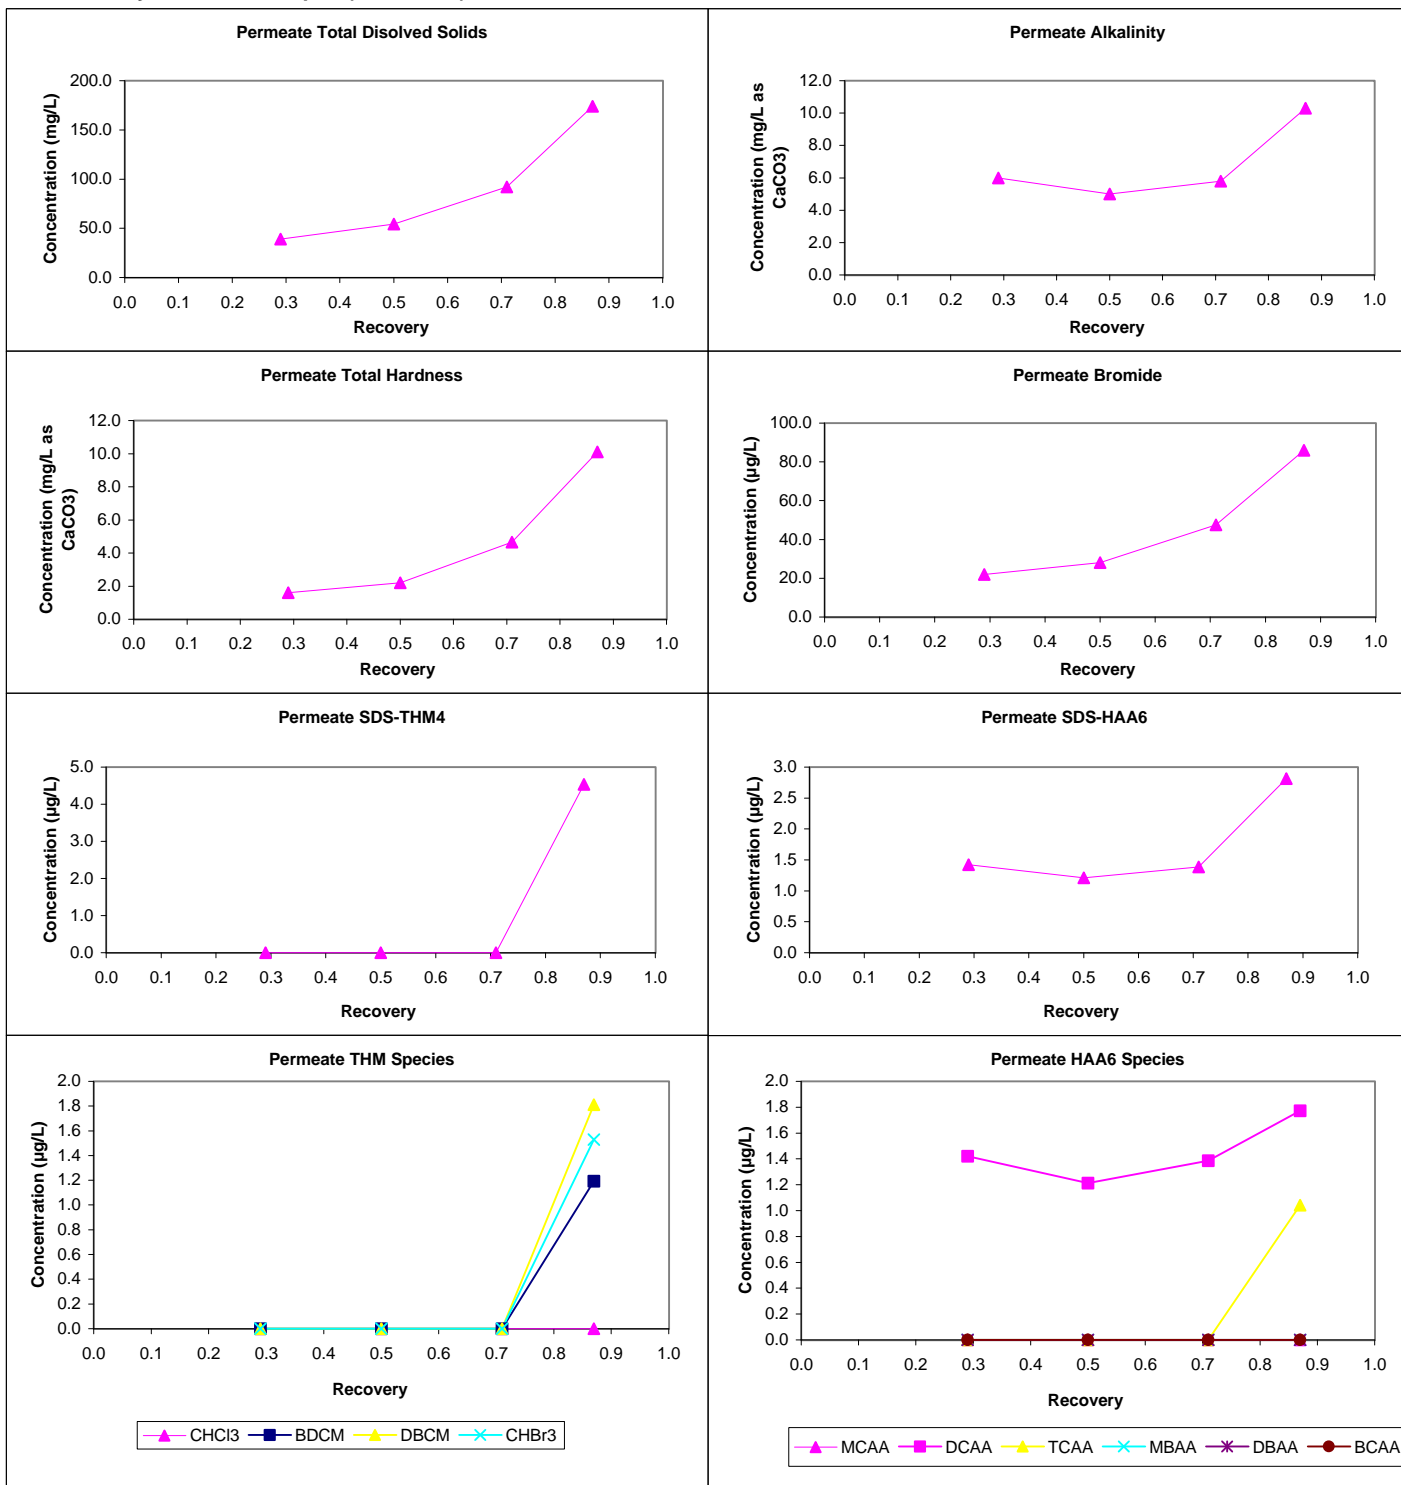 Permeate Total Disolved Solids
Concentration (mg/L)
200.0
150.0
100.0
50.0
0.0
0.0 0.1 0.2 0.3 0.4 0.5 0.6 0.7 0.8 0.9 1.0
Recovery
Permeate Alkalinity
Concentration (mg/L as
CaCO3)
12.0
10.0
8.0
6.0
4.0
2.0
0.0
0.0 0.1 0.2 0.3 0.4 0.5 0.6 0.7 0.8 0.9 1.0
Recovery
Permeate Total Hardness
Concentration (mg/L as
CaCO3)
12.0
10.0
8.0
6.0
4.0
2.0
0.0
0.0 0.1 0.2 0.3 0.4 0.5 0.6 0.7 0.8 0.9 1.0
Recovery
Permeate Bromide
Concentration (µg/L)
100.0
80.0
60.0
40.0
20.0
0.0
0.0 0.1 0.2 0.3 0.4 0.5 0.6 0.7 0.8 0.9 1.0
Recovery
Permeate SDS-THM4
Concentration (µg/L)
5.0
4.0
3.0
2.0
1.0
0.0
0.0 0.1 0.2 0.3 0.4 0.5 0.6 0.7 0.8 0.9 1.0
Recovery
Permeate SDS-HAA6
Concentration (µg/L)
3.0
2.5
2.0
1.5
1.0
0.5
0.0
0.0 0.1 0.2 0.3 0.4 0.5 0.6 0.7 0.8 0.9 1.0
Recovery
Permeate THM Species
Concentration (µg/L)
2.0
1.8
1.6
1.4
1.2
1.0
0.8
0.6
0.4
0.2
0.0
0.0 0.1 0.2 0.3 0.4 0.5 0.6 0.7 0.8 0.9 1.0
Recovery
CHCl3 BDCM DBCM CHBr3
Permeate HAA6 Species
Concentration (µg/L)
2.0
1.8
1.6
1.4
1.2
1.0
0.8
0.6
0.4
0.2
0.0
0.0 0.1 0.2 0.3 0.4 0.5 0.6 0.7 0.8 0.9 1.0
Recovery
MCAA DCAA TCAA MBAA DBAA BCAA